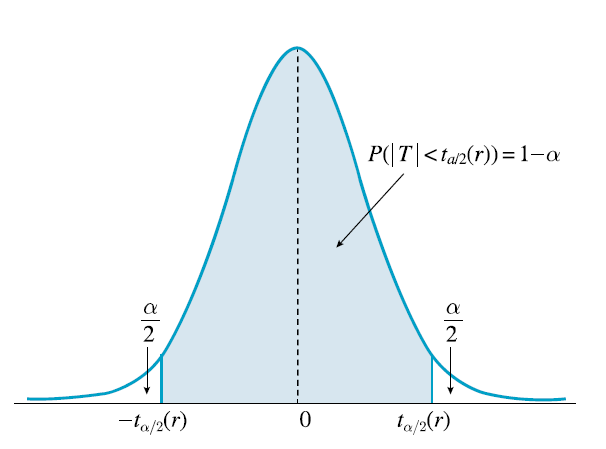 P(|T| < t_{a/2}(r)) = 1−α
α/2
α/2
−t_{α/2}(r)
0
t_{α/2}(r)